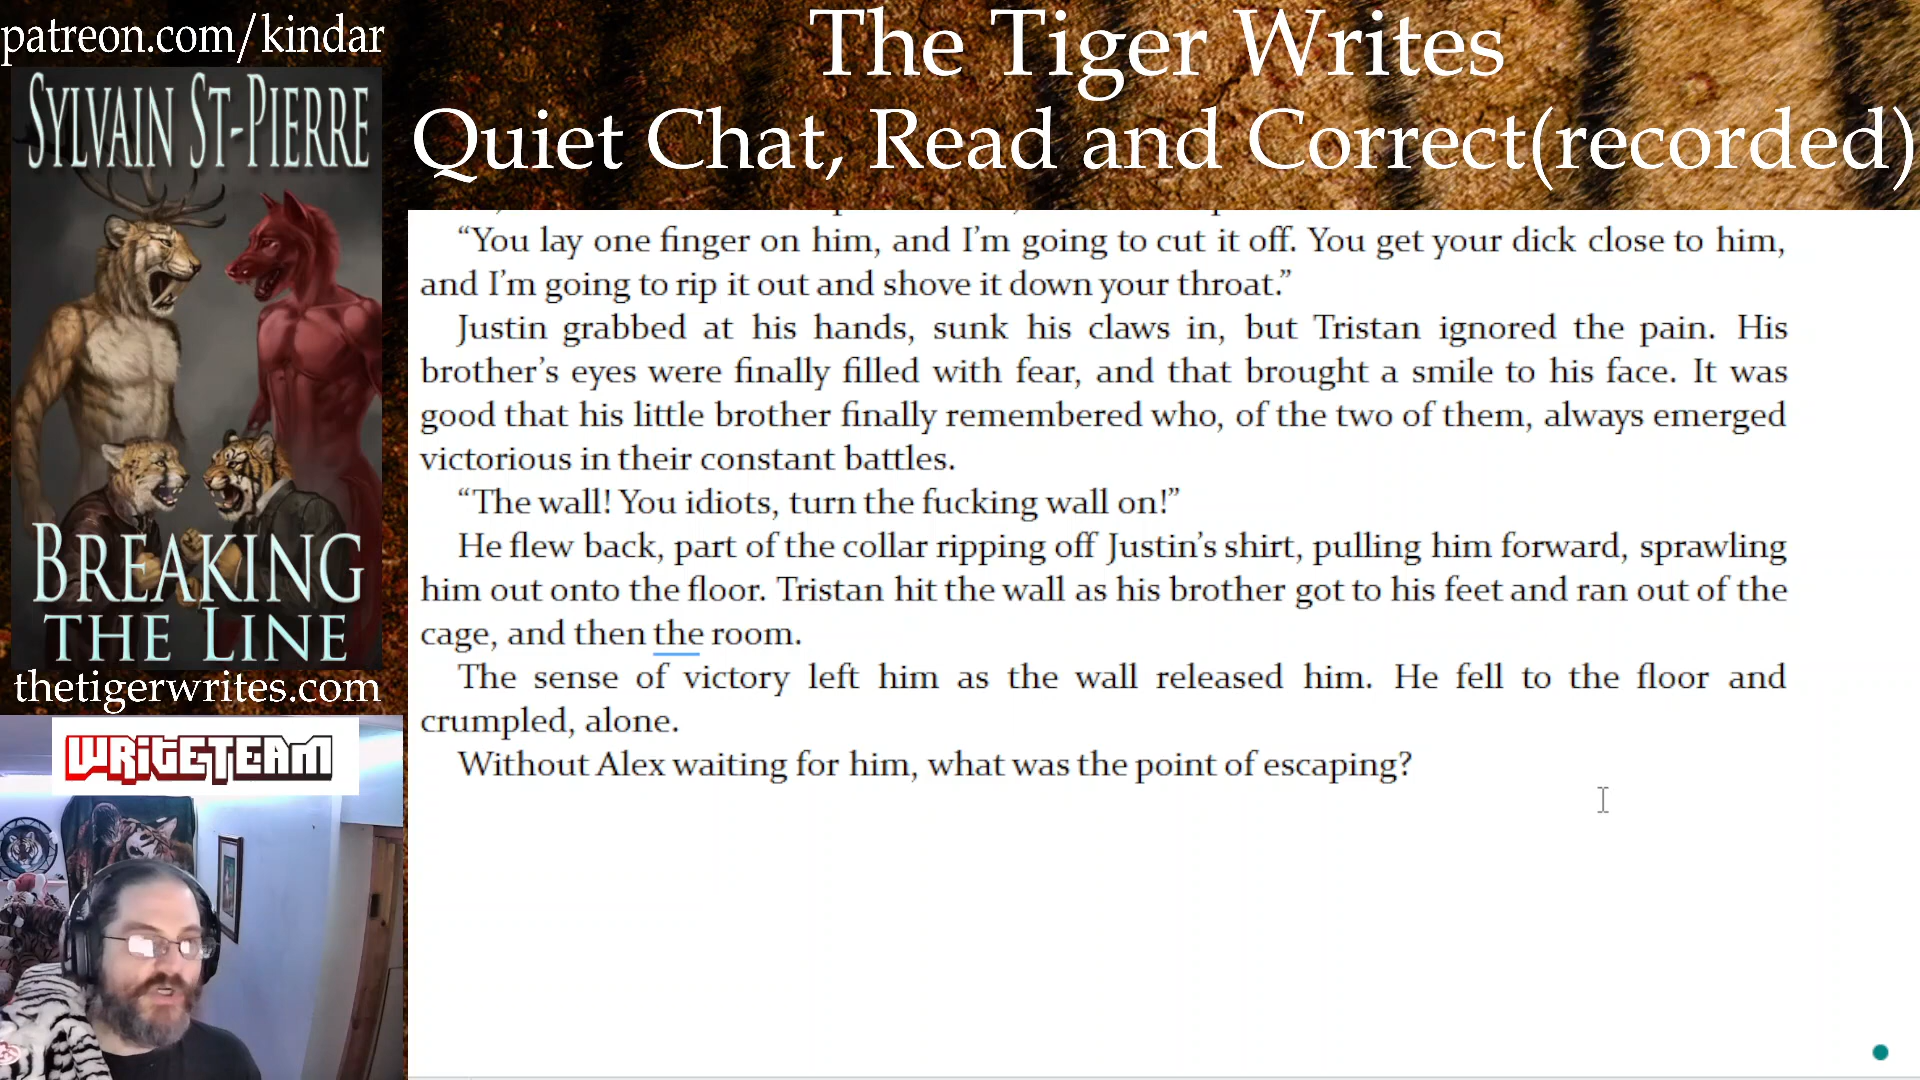 patreon.com/kindar
SYLVAIN ST-PIERRE
BREAKING
THE LINE
thetigerwrites.com
WRITETEAM
The Tiger Writes
Quiet Chat, Read and Correct(recorded)
“You lay one finger on him, and I’m going to cut it off. You get your dick close to him,
and I’m going to rip it out and shove it down your throat.”
Justin grabbed at his hands, sunk his claws in, but Tristan ignored the pain. His
brother’s eyes were finally filled with fear, and that brought a smile to his face. It was
good that his little brother finally remembered who, of the two of them, always emerged
victorious in their constant battles.
“The wall! You idiots, turn the fucking wall on!”
He flew back, part of the collar ripping off Justin’s shirt, pulling him forward, sprawling
him out onto the floor. Tristan hit the wall as his brother got to his feet and ran out of the
cage, and then the room.
The sense of victory left him as the wall released him. He fell to the floor and
crumpled, alone.
Without Alex waiting for him, what was the point of escaping?